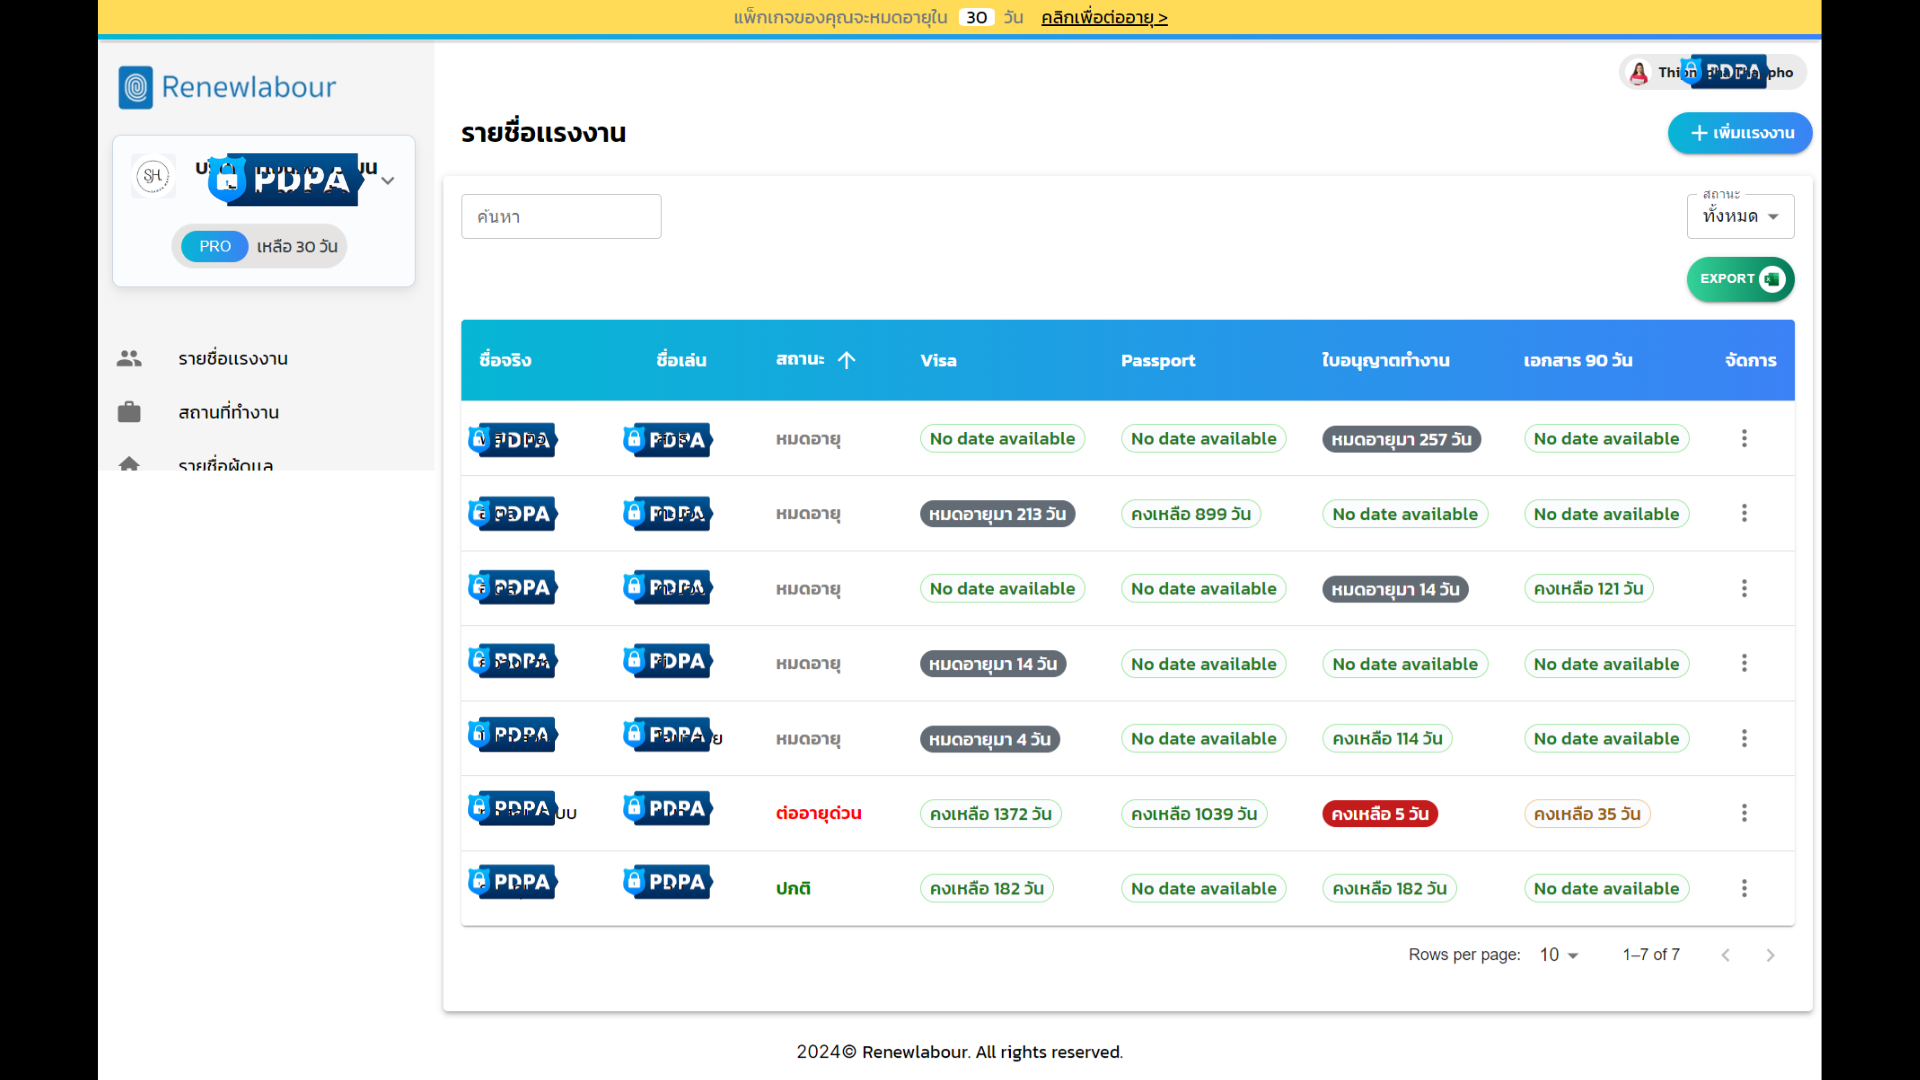 แพ็กเกจของคุณจะหมดอายุใน 30 วัน คลิกเพื่อต่ออายุ >
Renewlabour
PDPA
PDPA
SH
PRO เหลือ 30 วัน
รายชื่อแรงงาน
เพิ่มแรงงาน
ค้นหา
สถานะ
ทั้งหมด
EXPORT
รายชื่อแรงงาน
สถานที่ทำงาน
รายชื่อผู้ดูแล
ชื่อจริง ชื่อเล่น สถานะ Visa Passport ใบอนุญาตทำงาน เอกสาร 90 วัน จัดการ
PDPA PDPA หมดอายุ No date available No date available หมดอายุมา 257 วัน No date available
PDPA PDPA หมดอายุ หมดอายุมา 213 วัน คงเหลือ 899 วัน No date available No date available
PDPA PDPA หมดอายุ No date available No date available หมดอายุมา 14 วัน คงเหลือ 121 วัน
PDPA PDPA หมดอายุ หมดอายุมา 14 วัน No date available No date available No date available
PDPA PDPA หมดอายุ หมดอายุมา 4 วัน No date available คงเหลือ 114 วัน No date available
PDPA PDPA ต่ออายุด่วน คงเหลือ 1372 วัน คงเหลือ 1039 วัน คงเหลือ 5 วัน คงเหลือ 35 วัน
PDPA PDPA ปกติ คงเหลือ 182 วัน No date available คงเหลือ 182 วัน No date available
Rows per page: 10 1–7 of 7
2024© Renewlabour. All rights reserved.